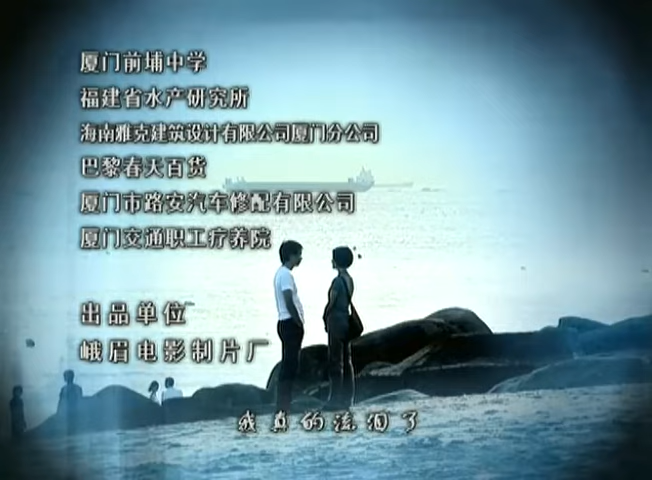 厦门前埔中学
福建省水产研究所
海南雅克建筑设计有限公司厦门分公司
巴黎春天百货
厦门市路安汽车修配有限公司
厦门交通职工疗养院
出品单位
峨眉电影制片厂
我真的流泪了